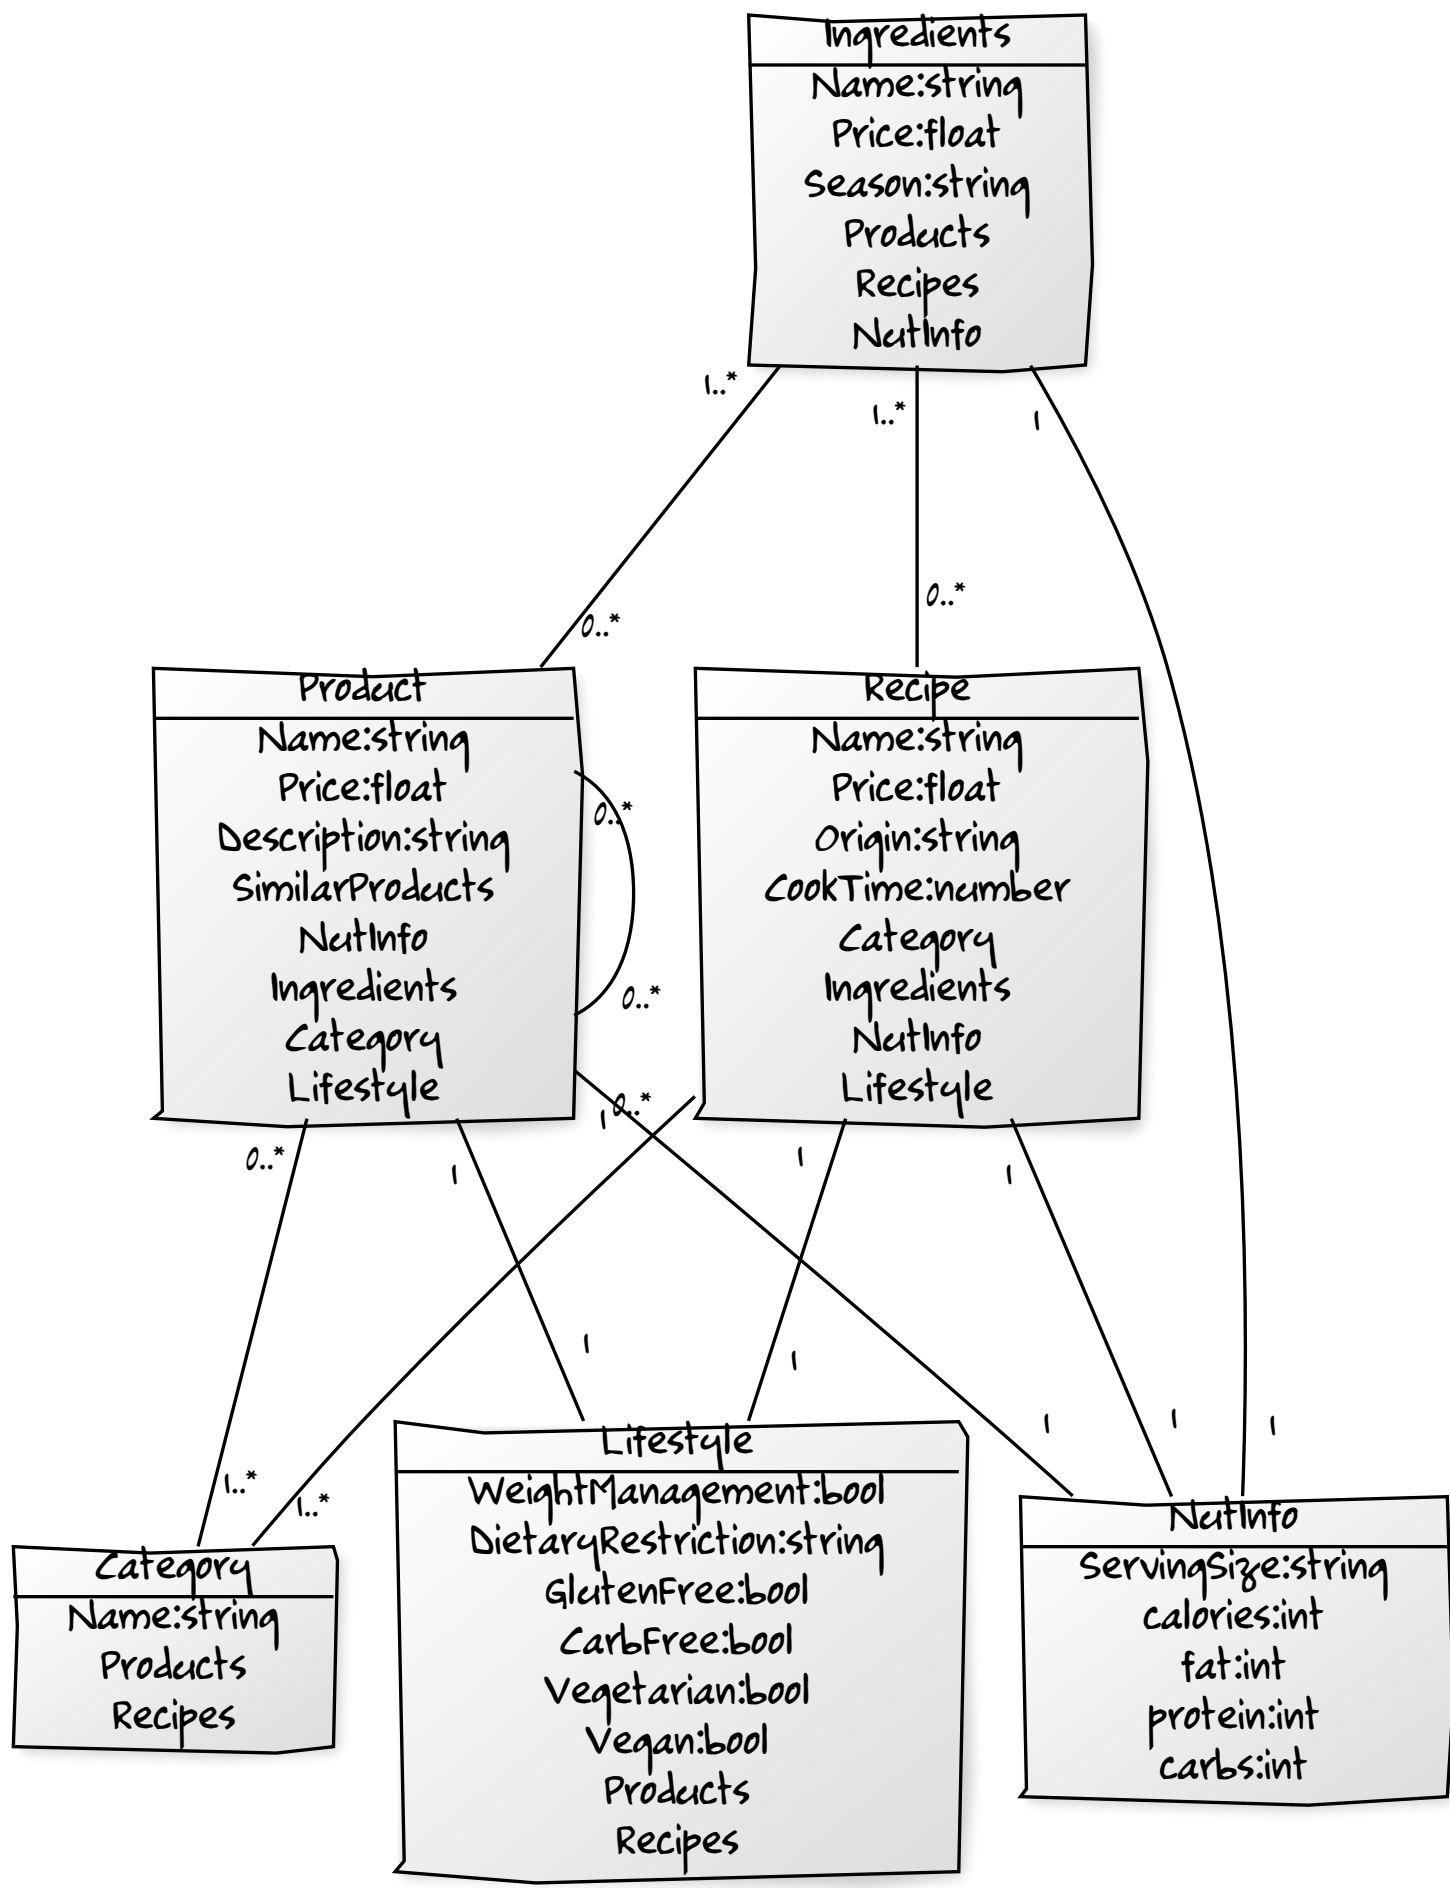 Ingredients
Name:string
Price:float
Season:string
Products
Recipes
NutInfo
1..*
1..*
1
0..*
0..*
Product
Name:string
Price:float
Description:string
SimilarProducts
NutInfo
Ingredients
Category
Lifestyle
0..*
0..*
Recipe
Name:string
Price:float
Origin:string
CookTime:number
Category
Ingredients
NutInfo
Lifestyle
1
0..*
0..*
1
1
1
1
1
1
1
1
1..*
1..*
Category
Name:string
Products
Recipes
Lifestyle
WeightManagement:bool
DietaryRestriction:string
GlutenFree:bool
CarbFree:bool
Vegetarian:bool
Vegan:bool
Products
Recipes
NutInfo
ServingSize:string
calories:int
fat:int
protein:int
carbs:int